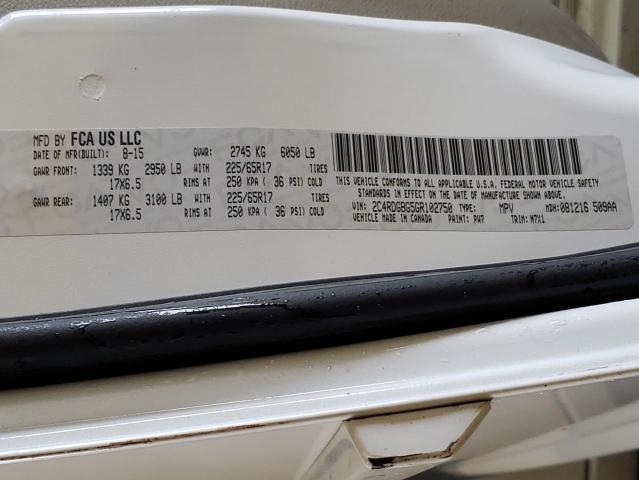 MFD BY FCA US LLC
DATE OF MFR(BUILT): 8-15 GVWR: 2745 KG 6050 LB
GAWR FRONT: 1339 KG 2950 LB WITH 225/65R17 TIRES
17X6.5 RIMS AT 250 KPA( 36 PSI) COLD
GAWR REAR: 1407 KG 3100 LB WITH 225/65R17 TIRES
17X6.5 RIMS AT 250 KPA( 36 PSI) COLD
THIS VEHICLE CONFORMS TO ALL APPLICABLE U.S.A. FEDERAL MOTOR VEHICLE SAFETY
STANDARDS IN EFFECT ON THE DATE OF MANUFACTURE SHOWN ABOVE.
VIN: 2C4RDGBG5GR102750 TYPE: MPV MDH: 081216 509AA
VEHICLE MADE IN CANADA PAINT: PW7 TRIM: M7X1